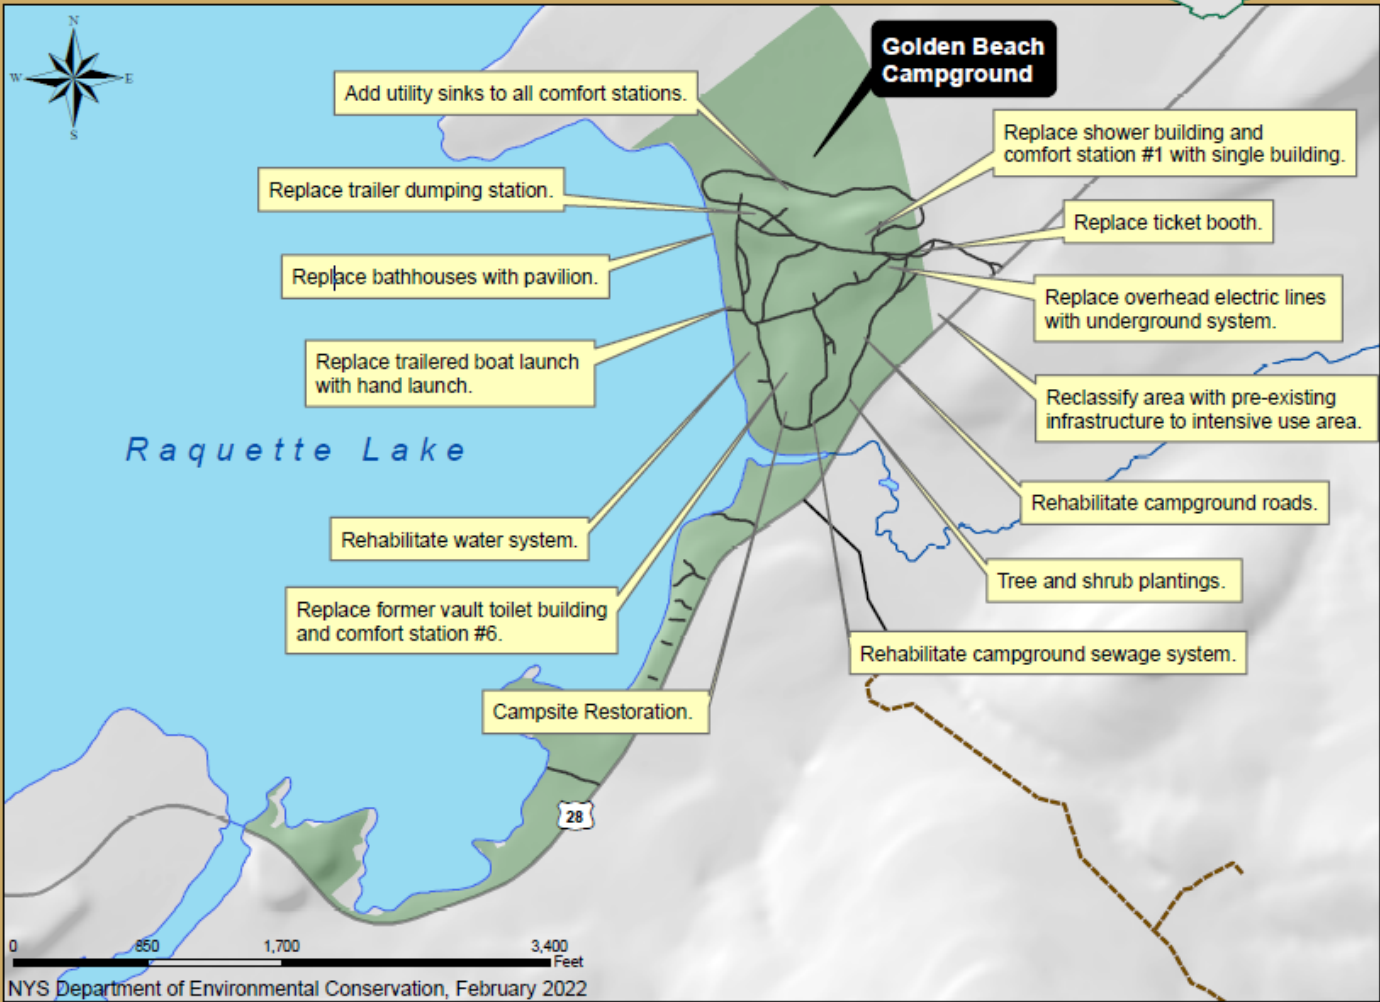 N
W
E
S
Golden Beach
Campground
Add utility sinks to all comfort stations.
Replace shower building and
comfort station #1 with single building.
Replace trailer dumping station.
Replace ticket booth.
Replace bathhouses with pavilion.
Replace overhead electric lines
with underground system.
Replace trailered boat launch
with hand launch.
Reclassify area with pre-existing
infrastructure to intensive use area.
Raquette Lake
Rehabilitate campground roads.
Rehabilitate water system.
Tree and shrub plantings.
Replace former vault toilet building
and comfort station #6.
Rehabilitate campground sewage system.
Campsite Restoration.
28
0 850 1,700 3,400
Feet
NYS Department of Environmental Conservation, February 2022